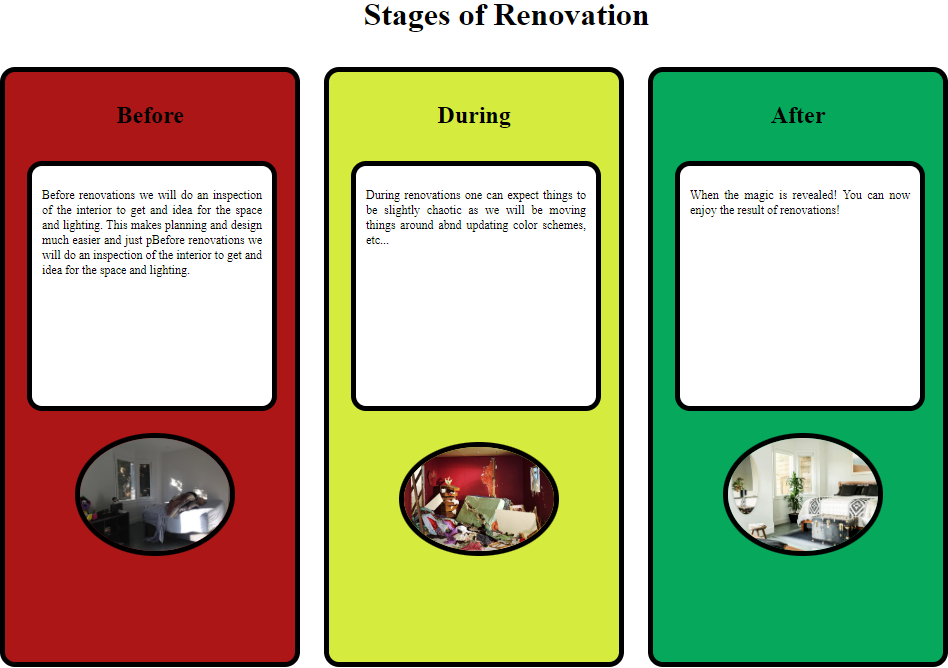 Stages of Renovation
Before
Before renovations we will do an inspection
of the interior to get and idea for the space
and lighting. This makes planning and design
much easier and just pBefore renovations we
will do an inspection of the interior to get and
idea for the space and lighting.
During
During renovations one can expect things to
be slightly chaotic as we will be moving
things around abnd updating color schemes,
etc...
After
When the magic is revealed! You can now
enjoy the result of renovations!